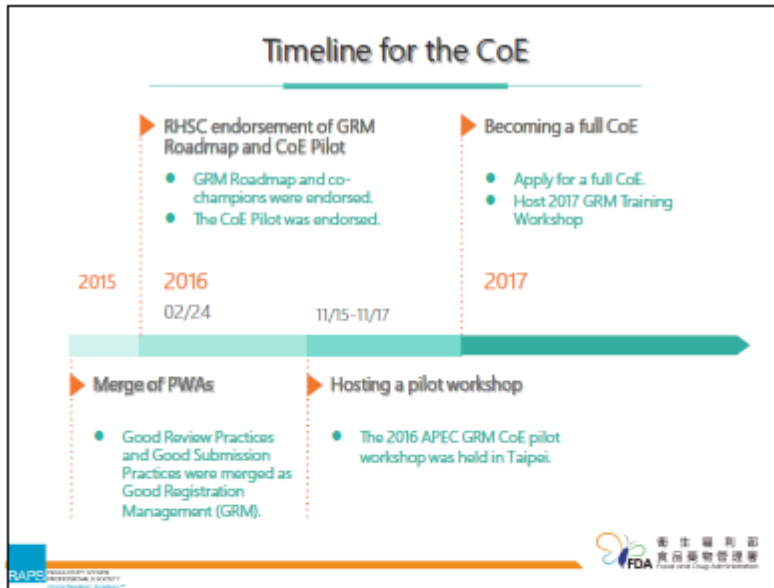 Timeline for the CoE
RHSC endorsement of GRM
Roadmap and CoE Pilot
● GRM Roadmap and co-
champions were endorsed.
● The CoE Pilot was endorsed.
Becoming a full CoE
● Apply for a full CoE.
● Host 2017 GRM Training
Workshop
2015
2016
02/24
11/15-11/17
2017
Merge of PWAs
● Good Review Practices
and Good Submission
Practices were merged as
Good Registration
Management (GRM).
Hosting a pilot workshop
● The 2016 APEC GRM CoE pilot
workshop was held in Taipei.
RAPS
FDA
衛生福利部
食品藥物管理署
Food and Drug Administration